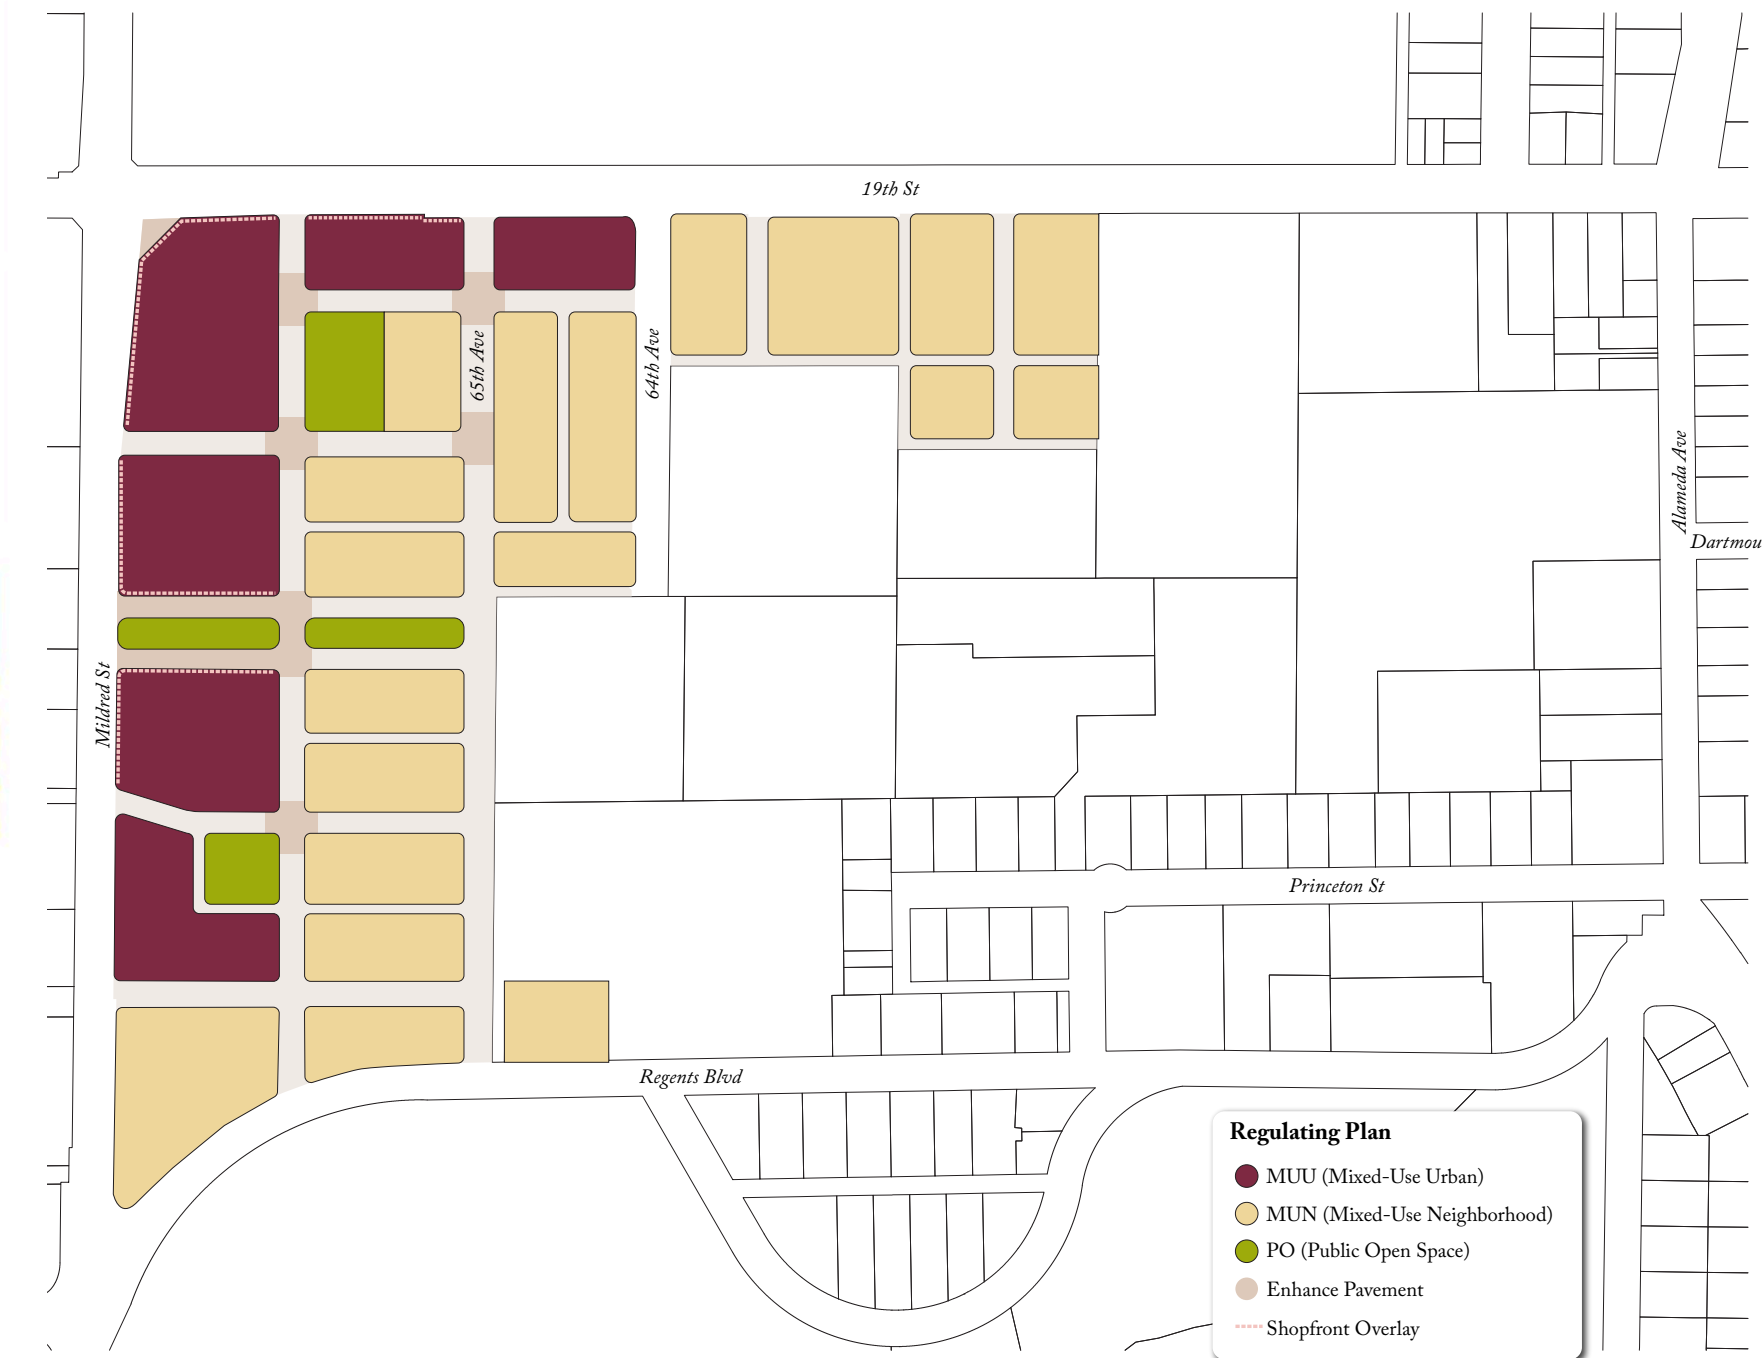 19th St
65th Ave
64th Ave
Alameda Ave
Dartmou
Mildred St
Princeton St
Regents Blvd
Regulating Plan
MUU (Mixed-Use Urban)
MUN (Mixed-Use Neighborhood)
PO (Public Open Space)
Enhance Pavement
Shopfront Overlay